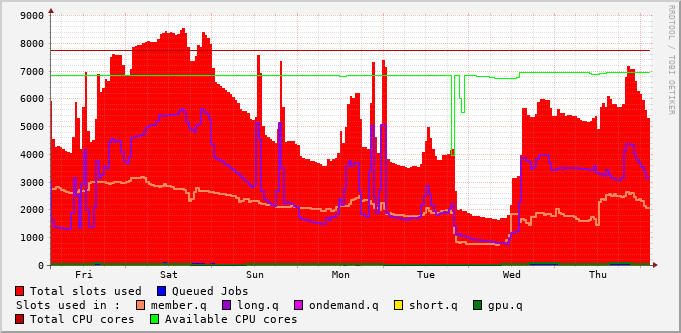 RRDTOOL / TOBI OETIKER
9000
8000
7000
6000
5000
4000
3000
2000
1000
0
Fri Sat Sun Mon Tue Wed Thu
Total slots used Queued Jobs
Slots used in : member.q long.q ondemand.q short.q gpu.q
Total CPU cores Available CPU cores